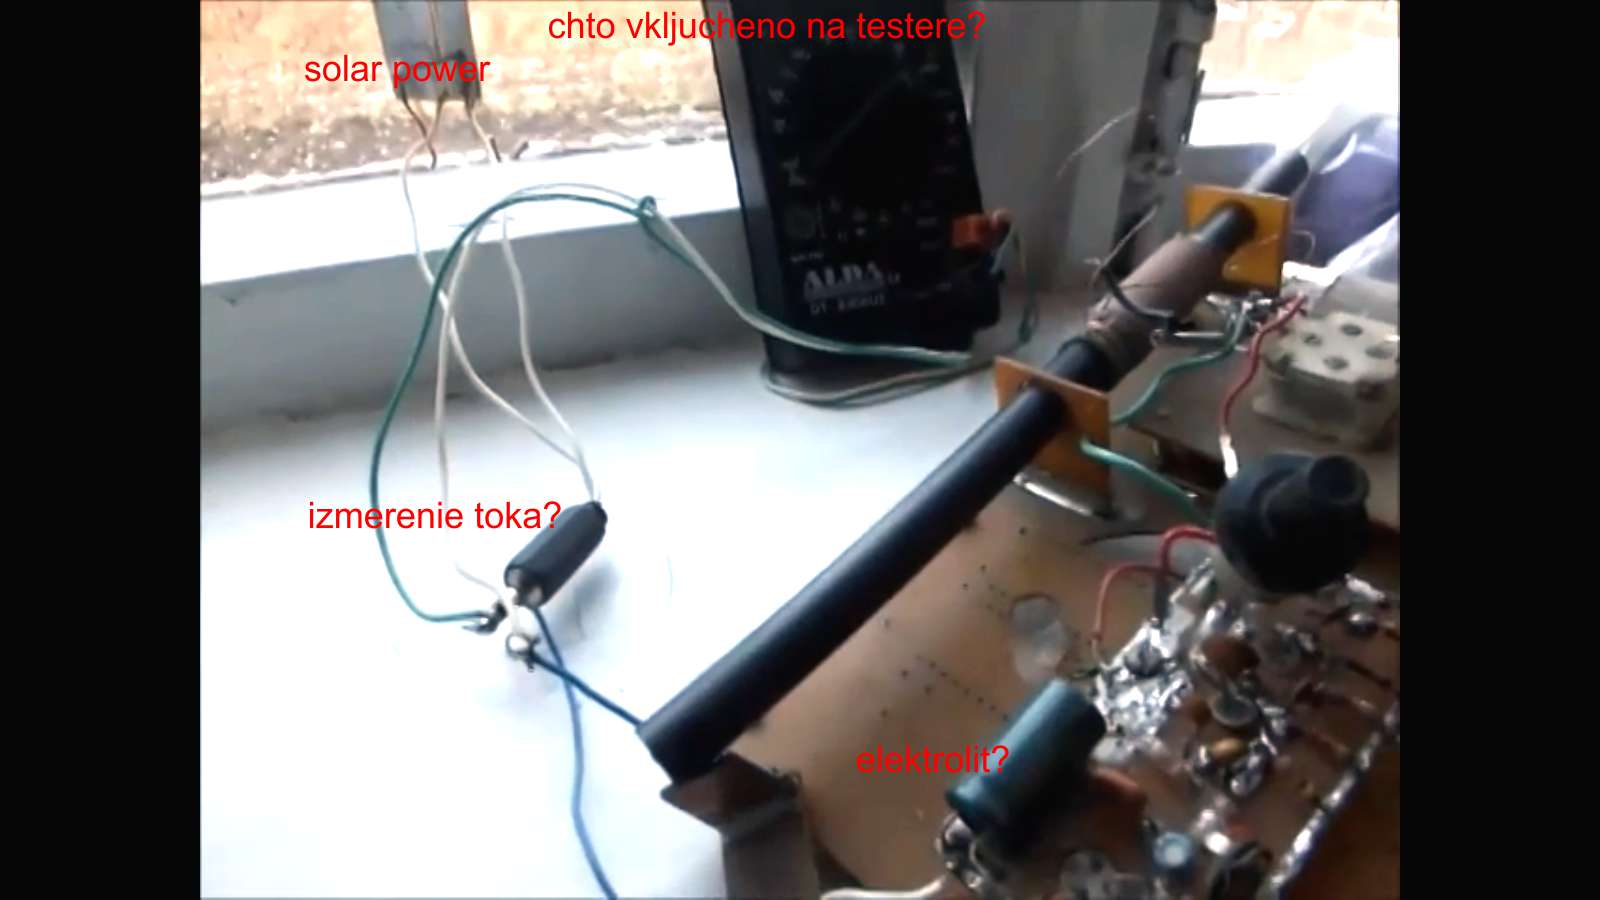 chto vkljucheno na testere?
solar power
ALDA
izmerenie toka?
elektrolit?